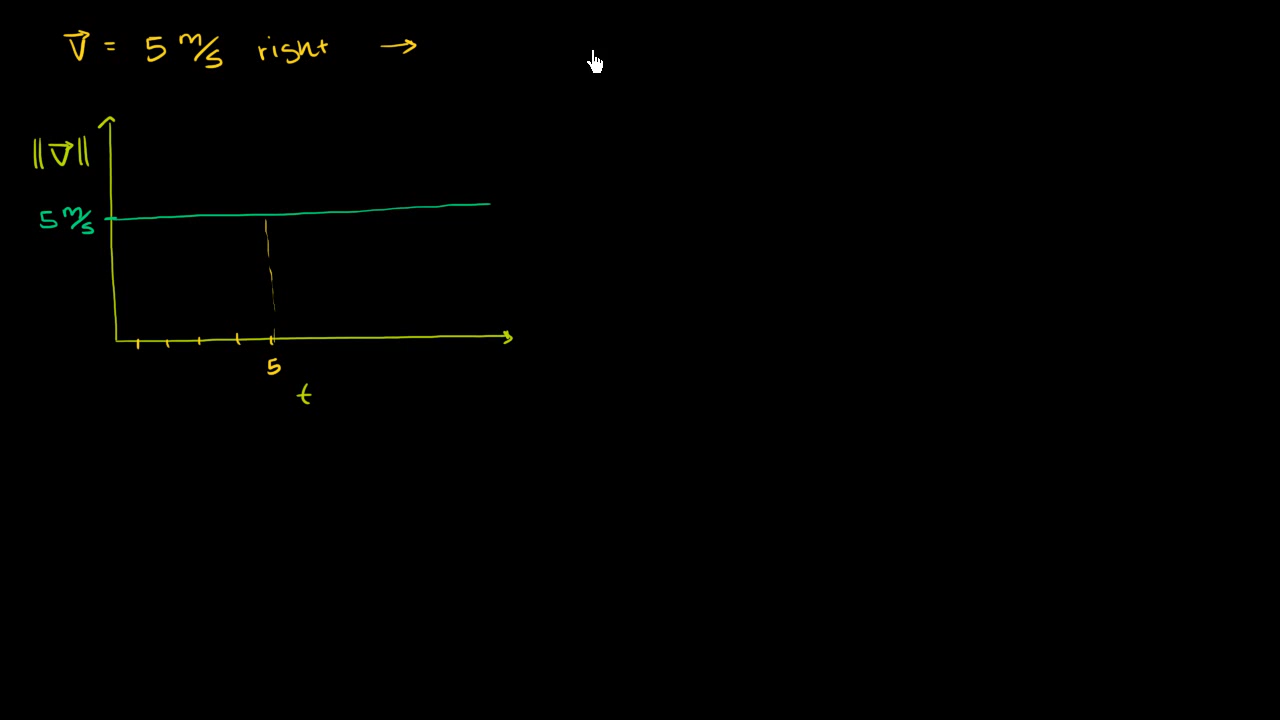 v⃗ = 5 m/s right →
||v⃗||
5 m/s
5
t